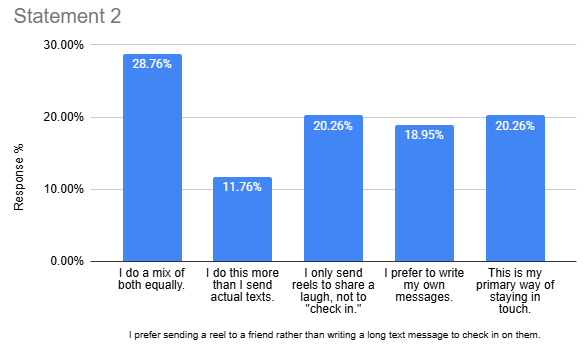 Statement 2
30.00%
20.00%
10.00%
0.00%
Response %
28.76%
11.76%
20.26%
18.95%
20.26%
I do a mix of
both equally.
I do this more
than I send
actual texts.
I only send
reels to share a
laugh, not to
"check in."
I prefer to write
my own
messages.
This is my
primary way of
staying in
touch.
I prefer sending a reel to a friend rather than writing a long text message to check in on them.